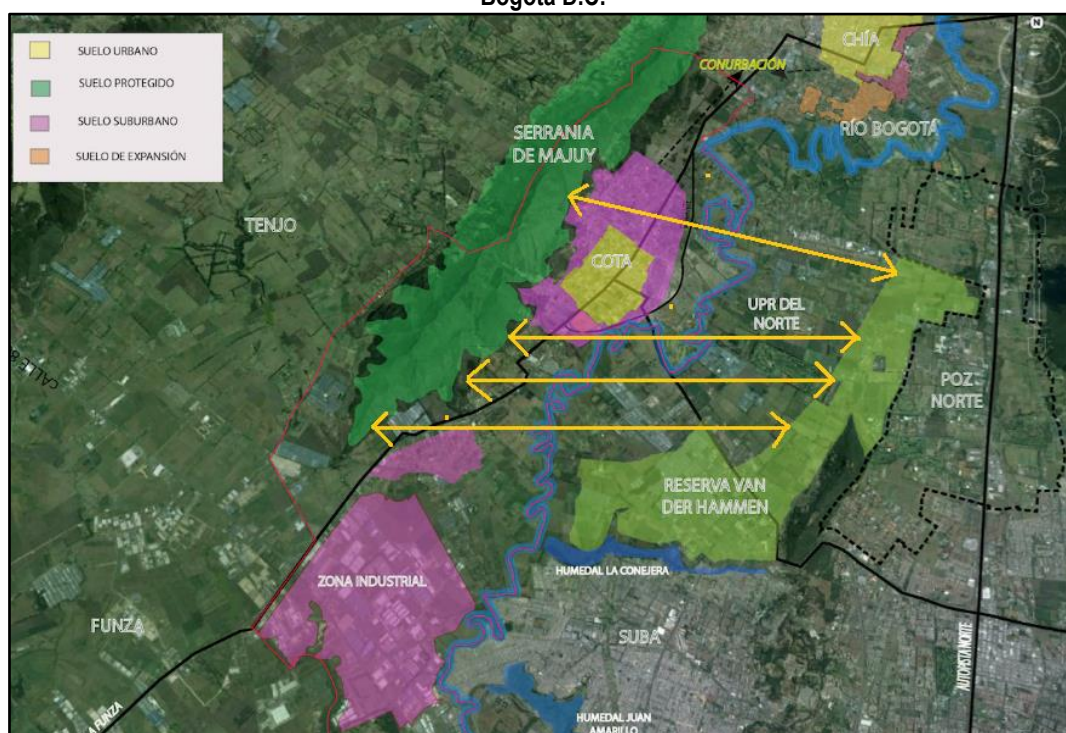 Bogotá D.C.
SUELO URBANO
SUELO PROTEGIDO
SUELO SUBURBANO
SUELO DE EXPANSIÓN
N
CHÍA
CONURBACIÓN
SERRANIA
DE MAJUY
RÍO BOGOTÁ
TENJO
COTA
UPR DEL
NORTE
POZ
NORTE
RESERVA VAN
DER HAMMEN
HUMEDAL LA CONEJERA
ZONA INDUSTRIAL
FUNZA
SUBA
AUTOPISTA NORTE
HUMEDAL JUAN
AMARILLO